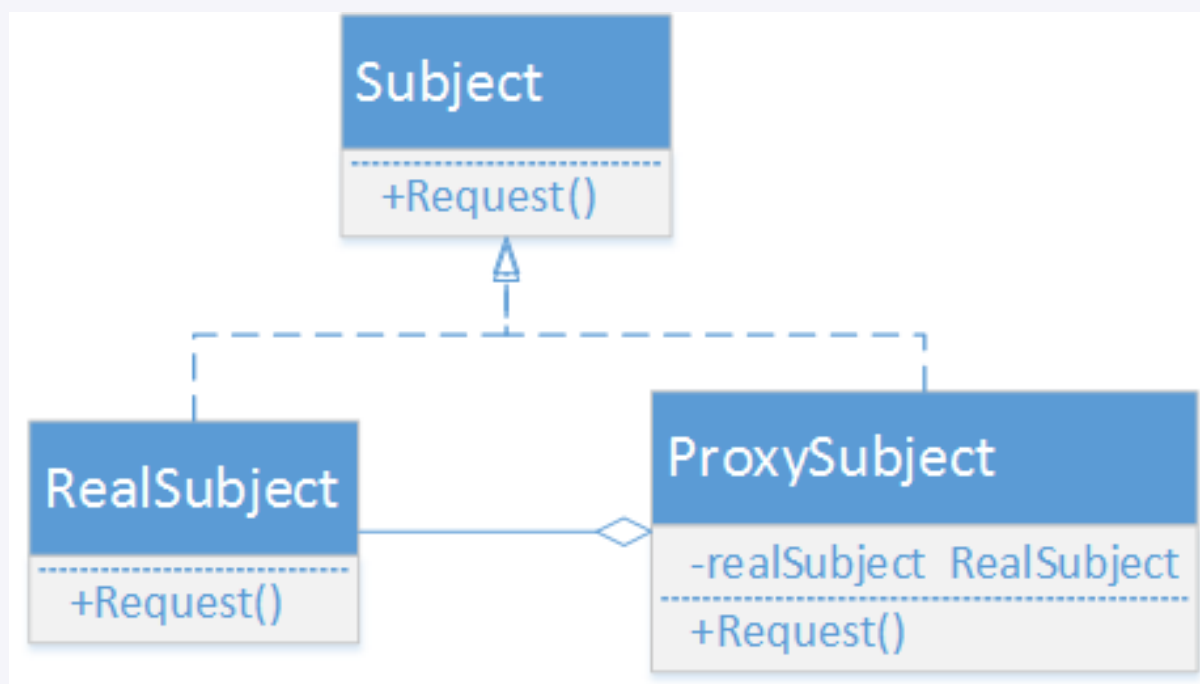 Subject
+Request()
RealSubject
+Request()
ProxySubject
-realSubject RealSubject
+Request()